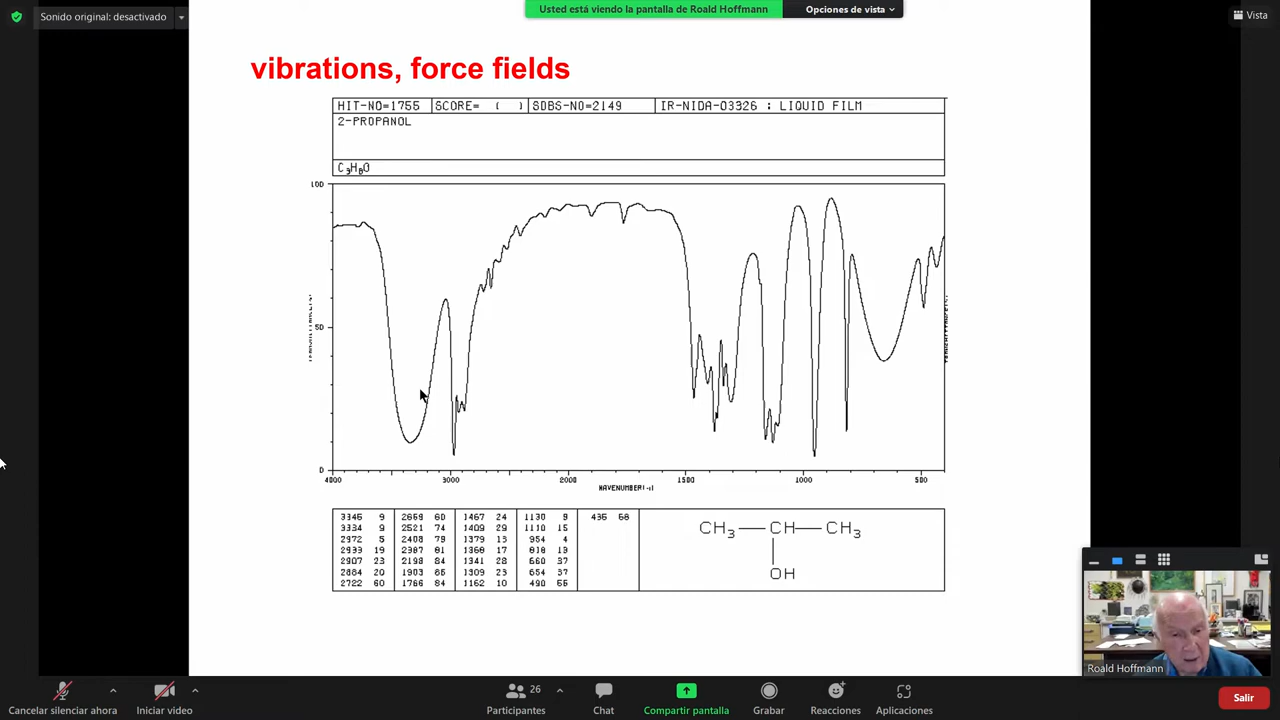 Sonido original: desactivado
Usted está viendo la pantalla de Roald Hoffmann
Opciones de vista
Vista
vibrations, force fields
HIT-NO=1755 SCORE= ( ) SDBS-NO=2149 IR-NIDA-03326 : LIQUID FILM
2-PROPANOL
C3H8O
100
50
0
4000 3000 2000 1500 1000 500
HAVENUMBER(-1)
3345 9 2659 60 1467 24 1130 9 435 68
3334 9 2521 74 1409 29 1110 15
2972 5 2408 79 1379 13 954 4
2933 19 2387 81 1368 17 818 13
2907 23 2198 84 1341 28 660 37
2884 20 1903 85 1309 23 654 37
2722 60 1766 84 1162 10 490 55
CH3—CH—CH3
OH
Roald Hoffmann
Cancelar silenciar ahora
Iniciar video
26
Participantes
Chat
Compartir pantalla
Grabar
Reacciones
Aplicaciones
Salir